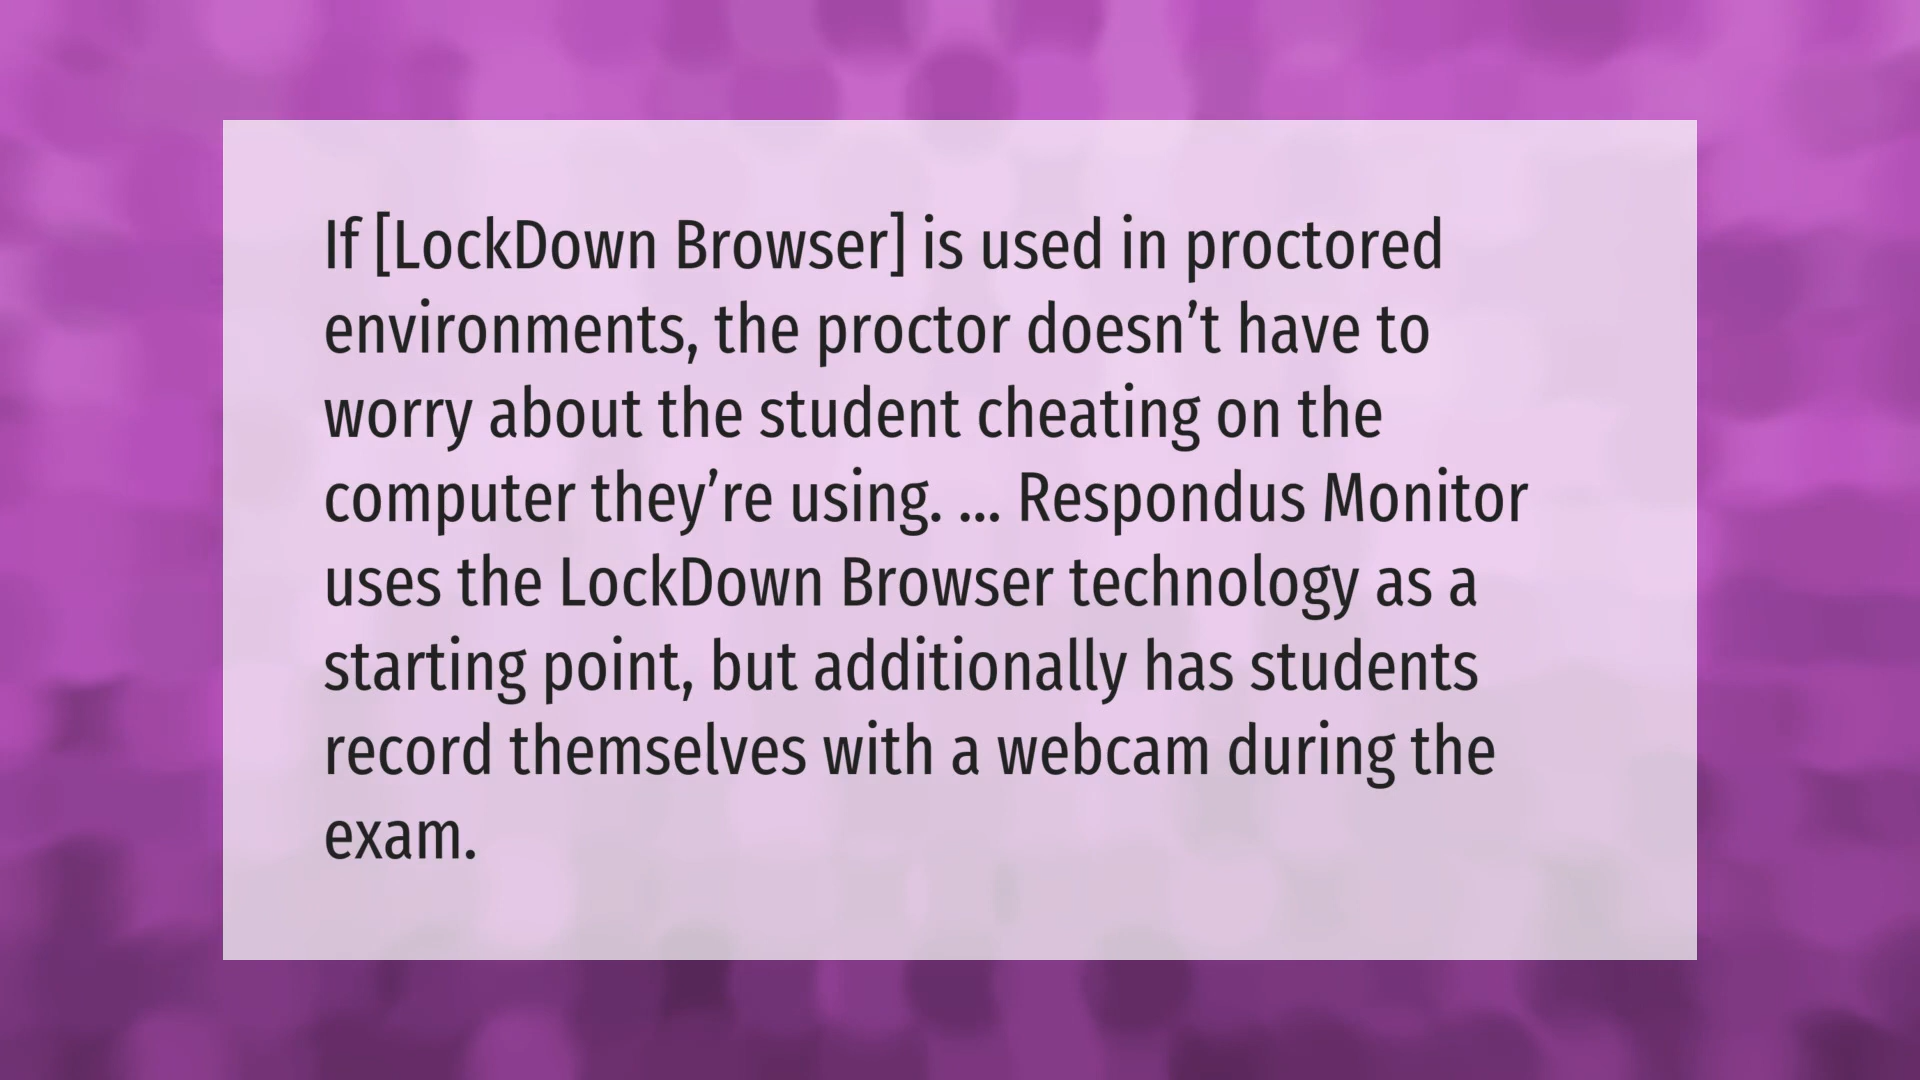 If [LockDown Browser] is used in proctored
environments, the proctor doesn’t have to
worry about the student cheating on the
computer they’re using. ... Respondus Monitor
uses the LockDown Browser technology as a
starting point, but additionally has students
record themselves with a webcam during the
exam.